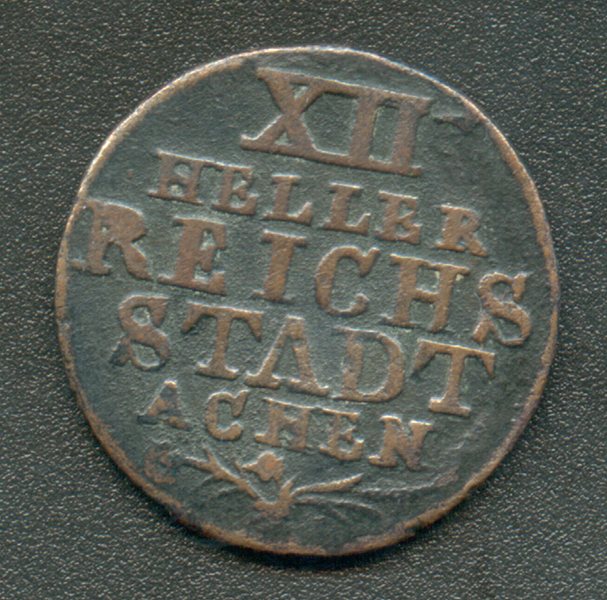 XII
HELLER
REICHS
STADT
ACHEN